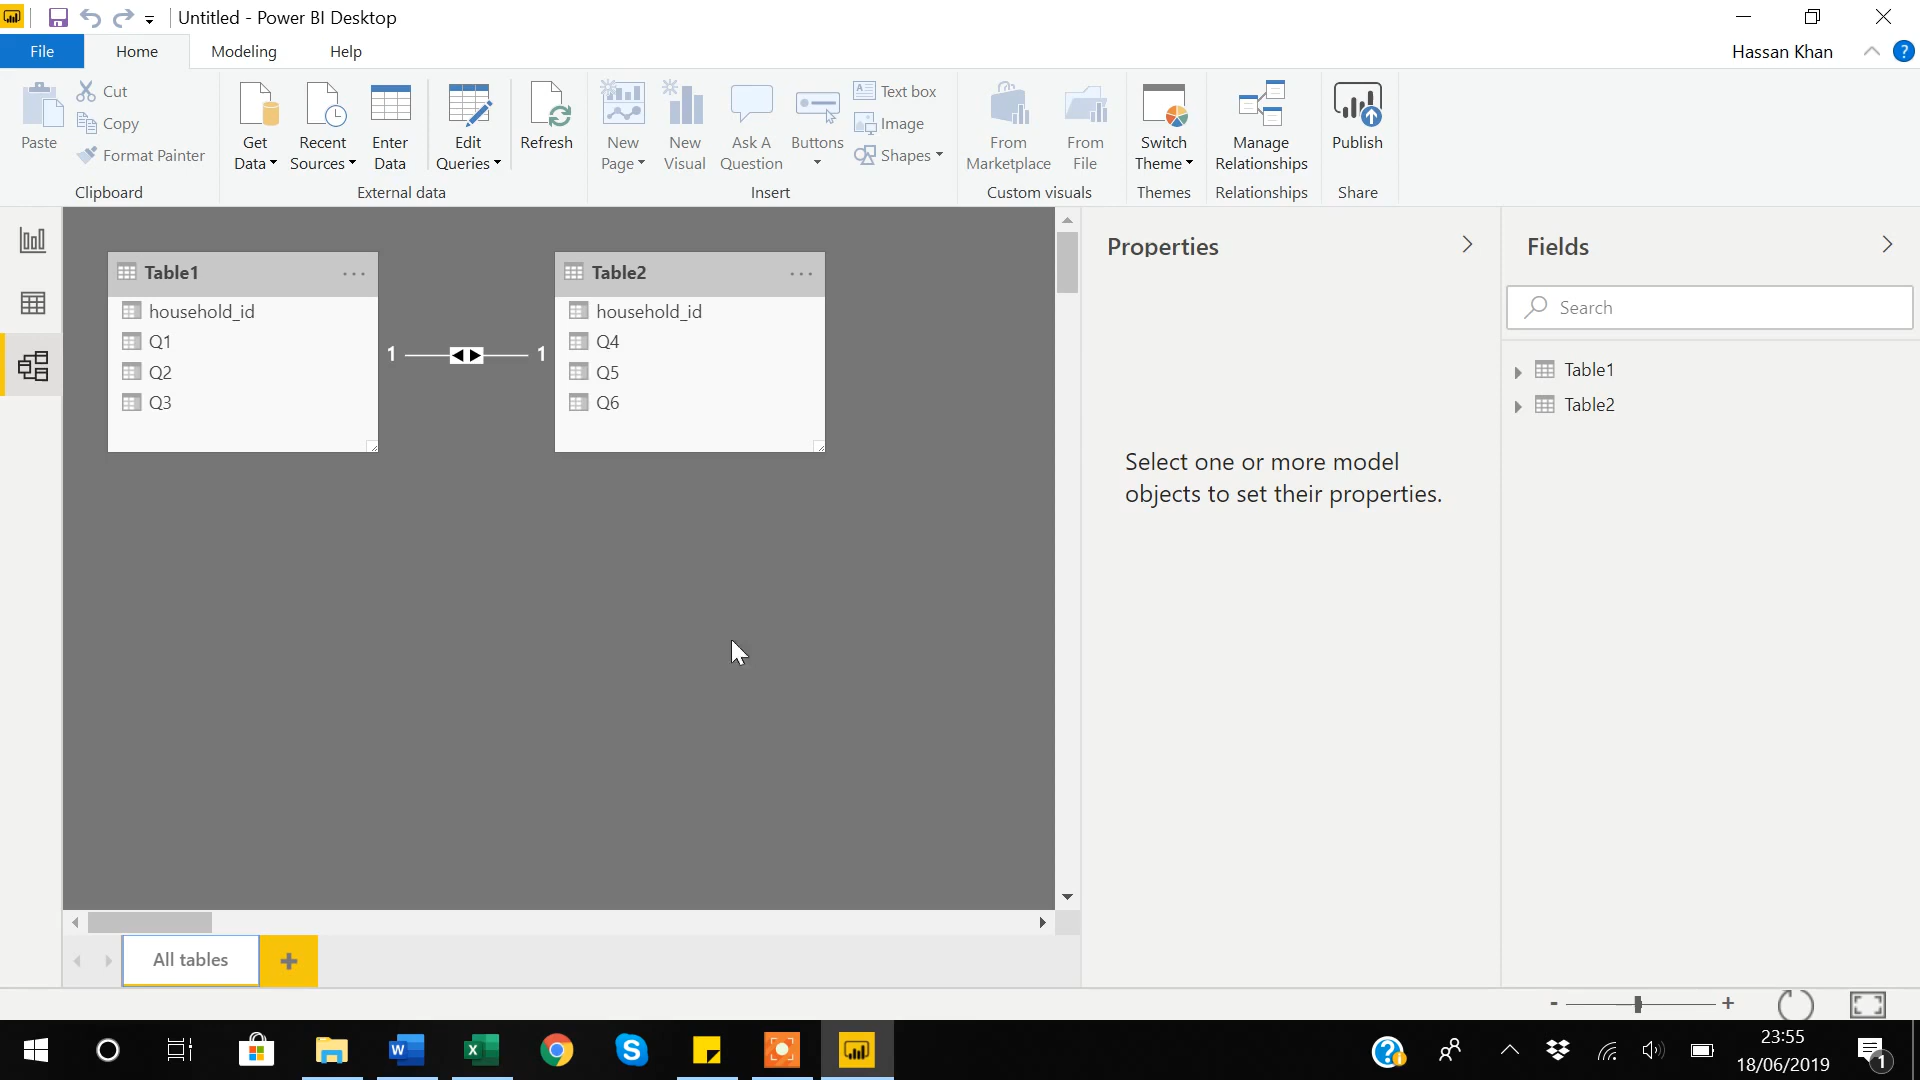 Untitled - Power BI Desktop
File Home Modeling Help Hassan Khan ?
Paste
Cut
Copy
Format Painter
Clipboard
Get Data
Recent Sources
Enter Data
Edit Queries
Refresh
External data
New Page
New Visual
Ask A Question
Buttons
Text box
Image
Shapes
Insert
From Marketplace
From File
Custom visuals
Switch Theme
Themes
Manage Relationships
Relationships
Publish
Share
Table1 ...
household_id
Q1
Q2
Q3
1 1
Table2 ...
household_id
Q4
Q5
Q6
Properties
Select one or more model
objects to set their properties.
Fields
Search
Table1
Table2
All tables +
- +
23:55
18/06/2019
1